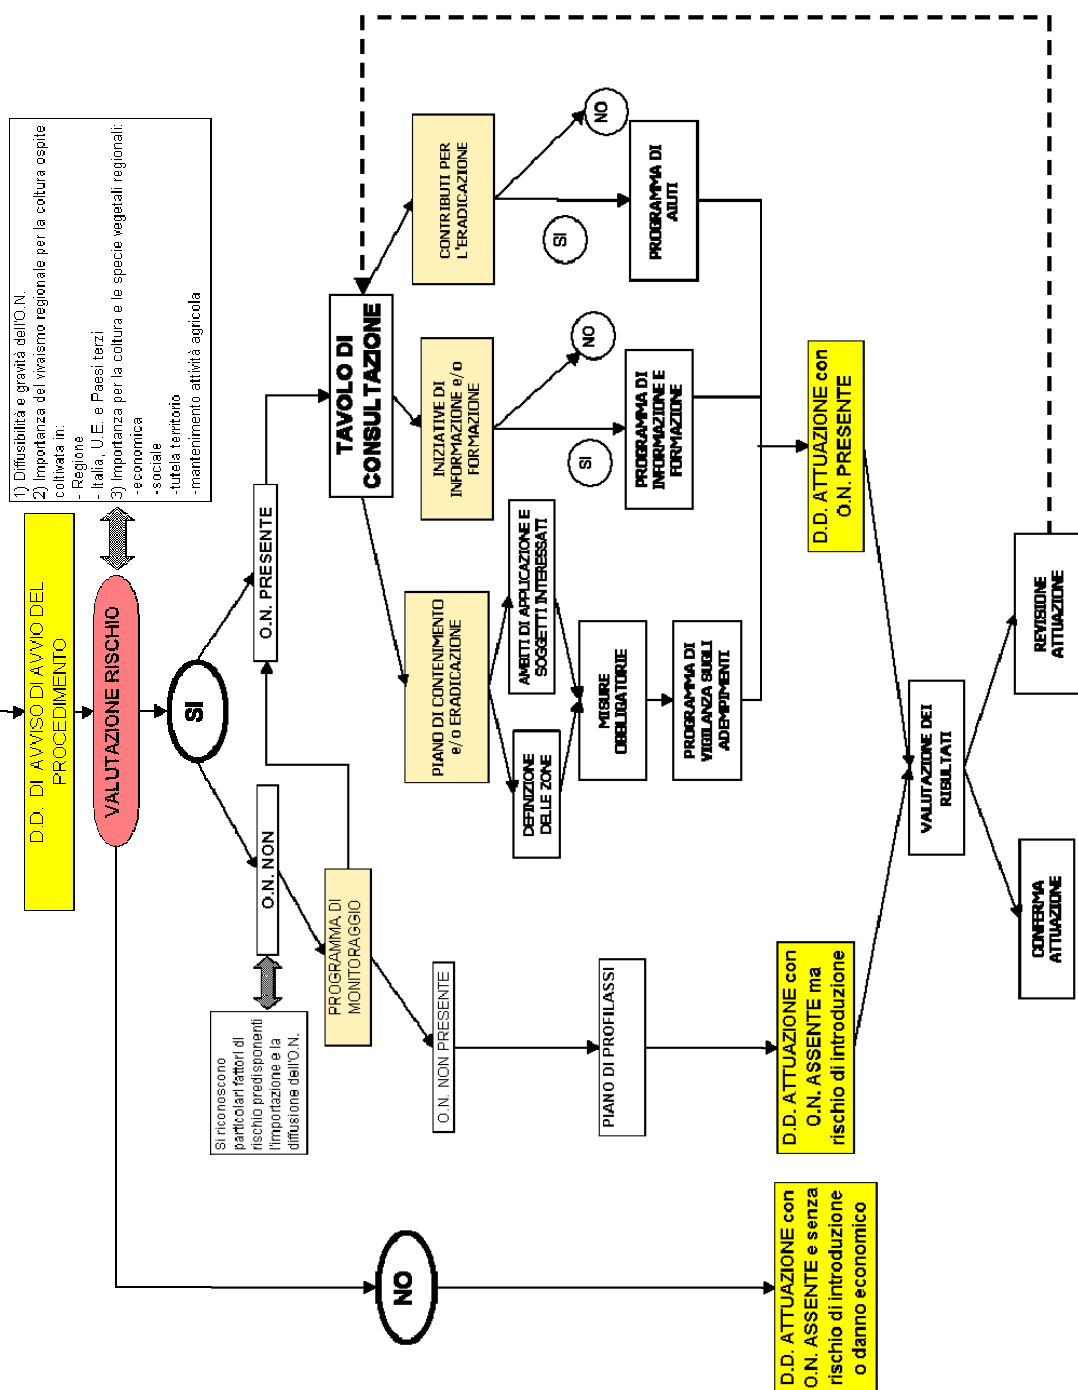 D.D. DI AVVISO DI AVVIO DEL
PROCEDIMENTO
VALUTAZIONE RISCHIO
1) Diffusibilità e gravità dell'O.N.
2) Importanza del vivaismo regionale per la coltura ospite
coltivata in:
- Regione
- Italia, U.E. e Paesi terzi
3) Importanza per la coltura e le specie vegetali regionali:
-economica
-sociale
-tutela territorio
-mantenimento attività agricola
SI
NO
O.N. NON
O.N. PRESENTE
Si riconoscono
particolari fattori di
rischio predisponenti
l'importazione e la
diffusione dell'O.N.
PROGRAMMA DI
MONITORAGGIO
TAVOLO DI
CONSULTAZIONE
O.N. NON PRESENTE
PIANO DI CONTENIMENTO
e/o ERADICAZIONE
INIZIATIVE DI
INFORMAZIONE e/o
FORMAZIONE
CONTRIBUTI PER
L'ERADICAZIONE
DEFINIZIONE
DELLE ZONE
AMBITI DI APPLICAZIONE E
SOGGETTI INTERESSATI
SI
NO
SI
NO
PIANO DI PROFILASSI
MISURE
OBBLIGATORIE
PROGRAMMA DI
INFORMAZIONE E
FORMAZIONE
PROGRAMMA DI
AIUTI
PROGRAMMA DI
VIGILANZA SUGLI
ADEMPIMENTI
D.D. ATTUAZIONE con
O.N. ASSENTE e senza
rischio di introduzione
o danno economico
D.D. ATTUAZIONE con
O.N. ASSENTE ma
rischio di introduzione
D.D. ATTUAZIONE con
O.N. PRESENTE
VALUTAZIONE DEI
RISULTATI
CONFERMA
ATTUAZIONE
REVISIONE
ATTUAZIONE